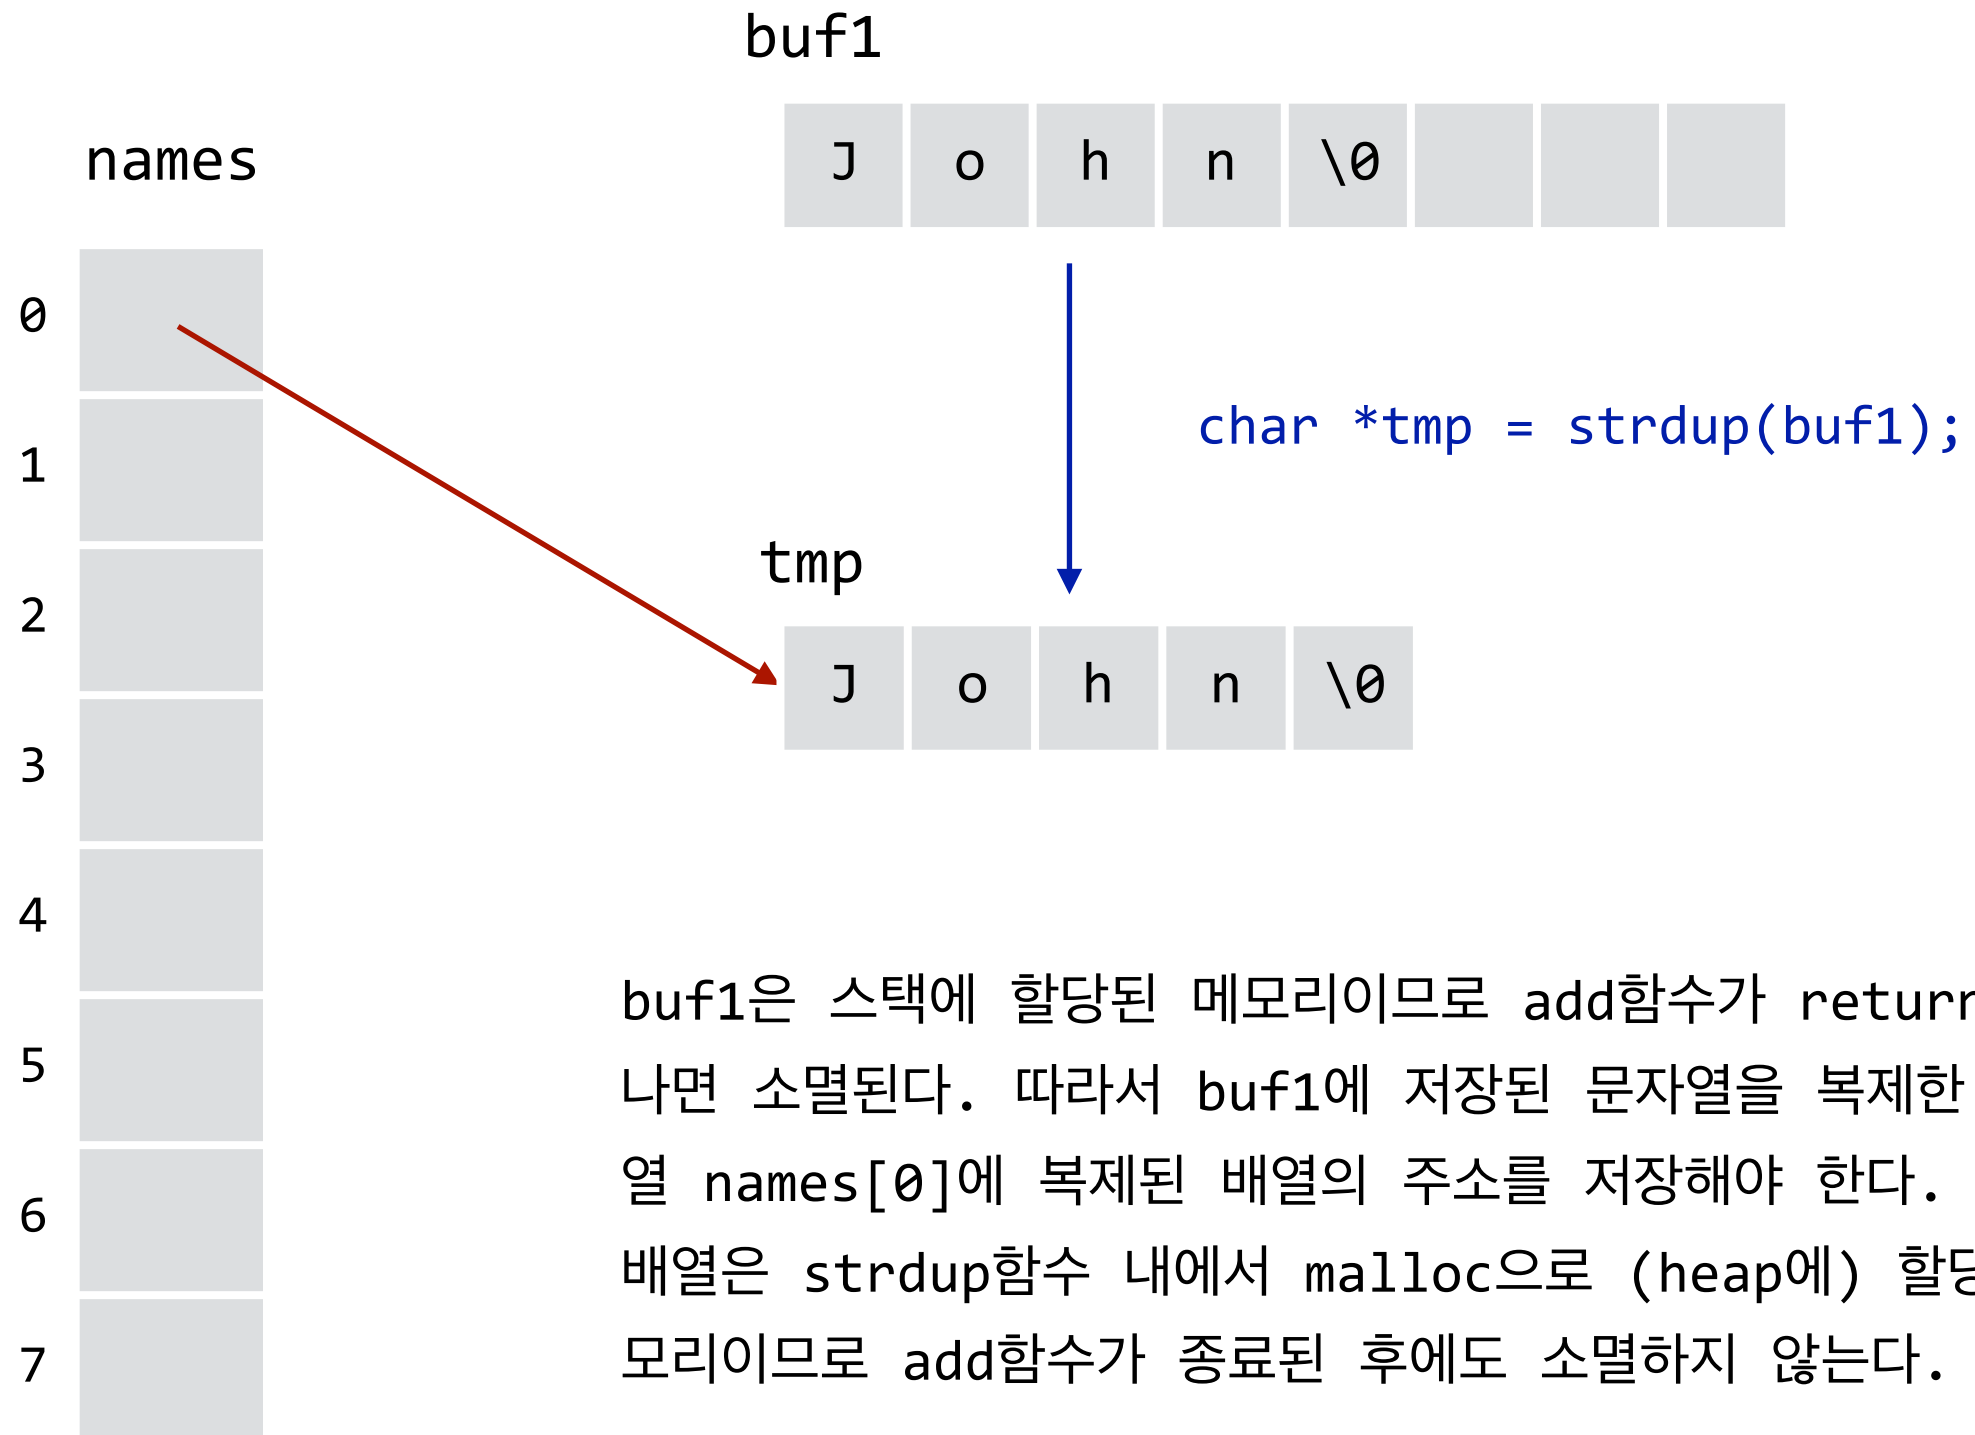 buf1
names
J o h n \0
0
char *tmp = strdup(buf1);
1
tmp
2
J o h n \0
3
4
buf1은 스택에 할당된 메모리이므로 add함수가 return
5
나면 소멸된다. 따라서 buf1에 저장된 문자열을 복제한
열 names[0]에 복제된 배열의 주소를 저장해야 한다.
6
배열은 strdup함수 내에서 malloc으로 (heap에)
모리이므로 add함수가 종료된 후에도 소멸하지 않는다.
7